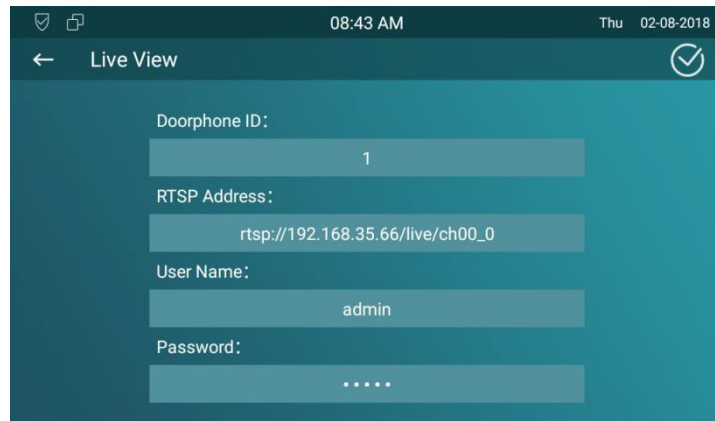 08:43 AM Thu 02-08-2018
Live View
Doorphone ID：
1
RTSP Address：
rtsp://192.168.35.66/live/ch00_0
User Name：
admin
Password：
•••••